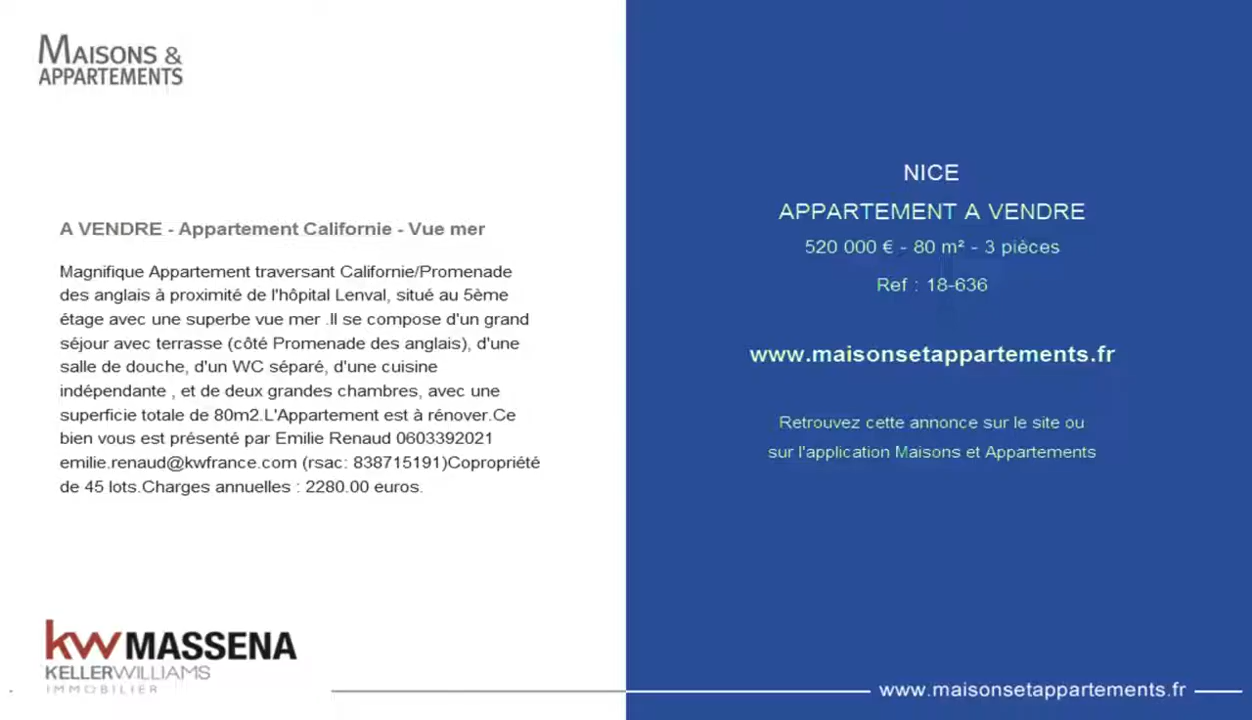 MAISONS &
APPARTEMENTS
A VENDRE - Appartement Californie - Vue mer
Magnifique Appartement traversant Californie/Promenade
des anglais à proximité de l'hôpital Lenval, situé au 5ème
étage avec une superbe vue mer .Il se compose d'un grand
séjour avec terrasse (côté Promenade des anglais), d'une
salle de douche, d'un WC séparé, d'une cuisine
indépendante , et de deux grandes chambres, avec une
superficie totale de 80m2.L'Appartement est à rénover.Ce
bien vous est présenté par Emilie Renaud 0603392021
emilie.renaud@kwfrance.com (rsac: 838715191)Copropriété
de 45 lots.Charges annuelles : 2280.00 euros.
kw MASSENA
KELLERWILLIAMS
IMMOBILIER
NICE
APPARTEMENT A VENDRE
520 000 € - 80 m² - 3 pièces
Ref : 18-636
www.maisonsetappartements.fr
Retrouvez cette annonce sur le site ou
sur l'application Maisons et Appartements
www.maisonsetappartements.fr